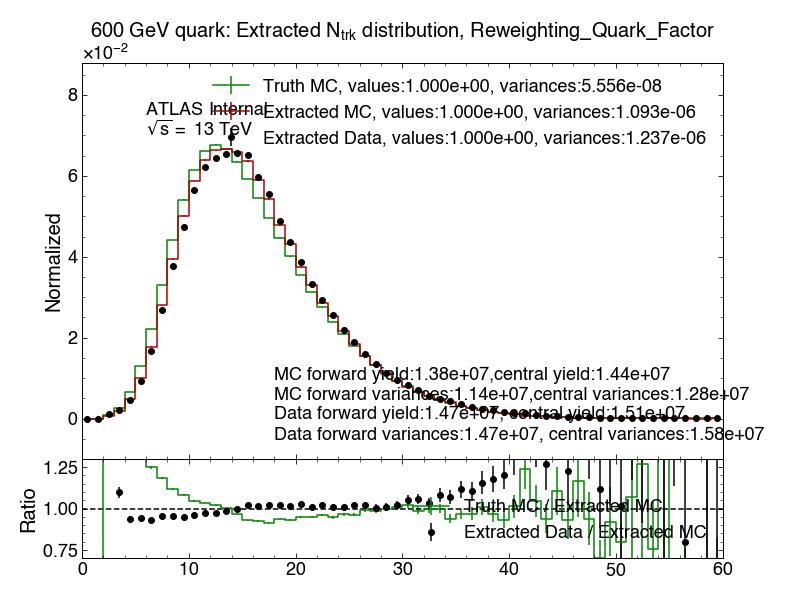 600 GeV quark: Extracted N_trk distribution, Reweighting_Quark_Factor
×10⁻²
Truth MC, values:1.000e+00, variances:5.556e-08
ATLAS Internal
Extracted MC, values:1.000e+00, variances:1.093e-06
√s = 13 TeV
Extracted Data, values:1.000e+00, variances:1.237e-06
8
6
4
2
0
Normalized
MC forward yield:1.38e+07,central yield:1.44e+07
MC forward variances:1.14e+07,central variances:1.28e+07
Data forward yield:1.47e+07, central yield:1.51e+07
Data forward variances:1.47e+07, central variances:1.58e+07
1.25
1.00
0.75
Ratio
Truth MC / Extracted MC
Extracted Data / Extracted MC
0 10 20 30 40 50 60